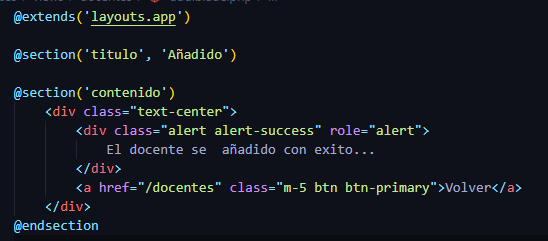 @extends('layouts.app')
@section('titulo', 'Añadido')
@section('contenido')
<div class="text-center">
<div class="alert alert-success" role="alert">
El docente se  añadido con exito...
</div>
<a href="/docentes" class="m-5 btn btn-primary">Volver</a>
</div>
@endsection